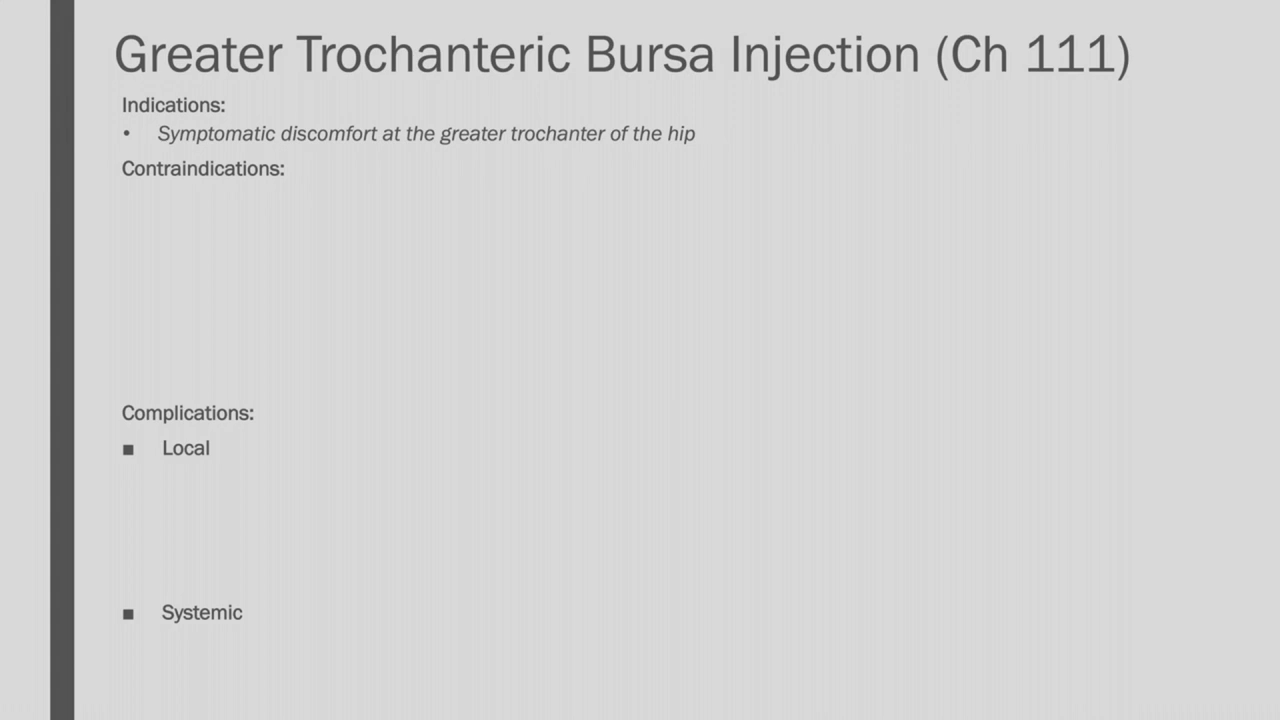 Greater Trochanteric Bursa Injection (Ch 111)
Indications:
• Symptomatic discomfort at the greater trochanter of the hip
Contraindications:
Complications:
■ Local
■ Systemic